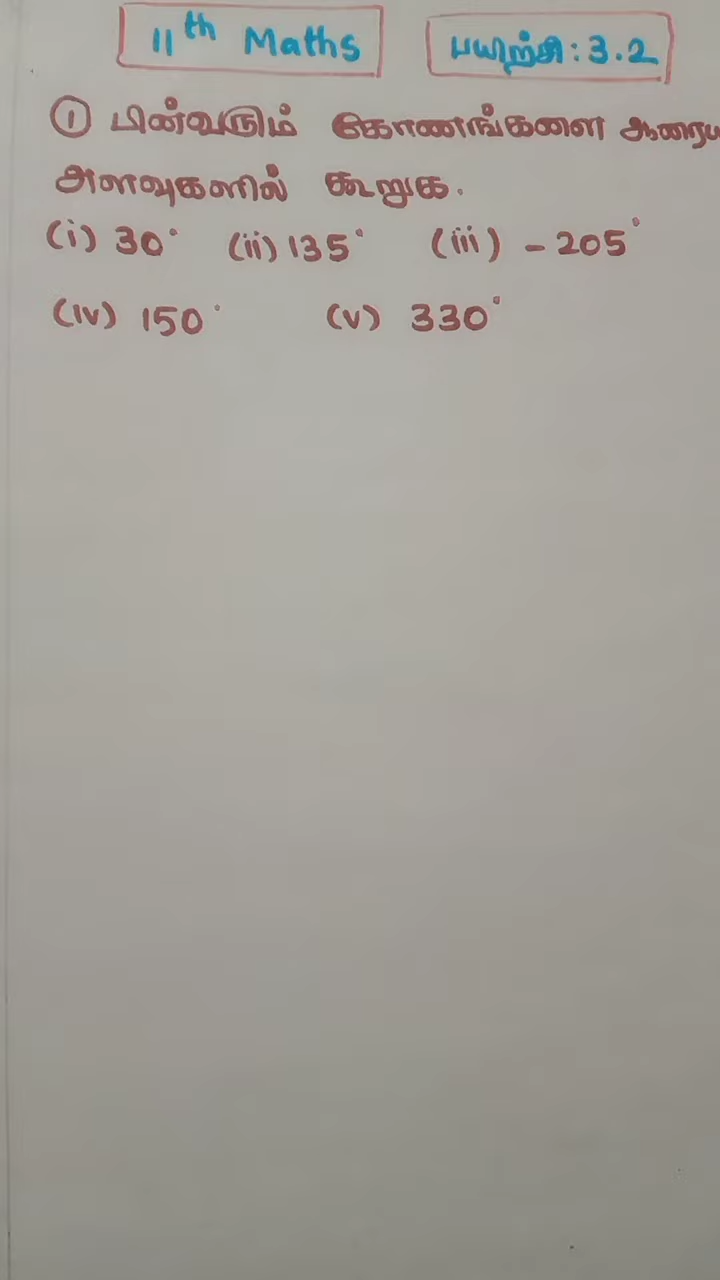 11th Maths பயிற்சி: 3.2
① பின்வரும் கோணங்களை
அளவுகளில் கூறுக.
(i) 30° (ii) 135° (iii) - 205°
(iv) 150° (v) 330°